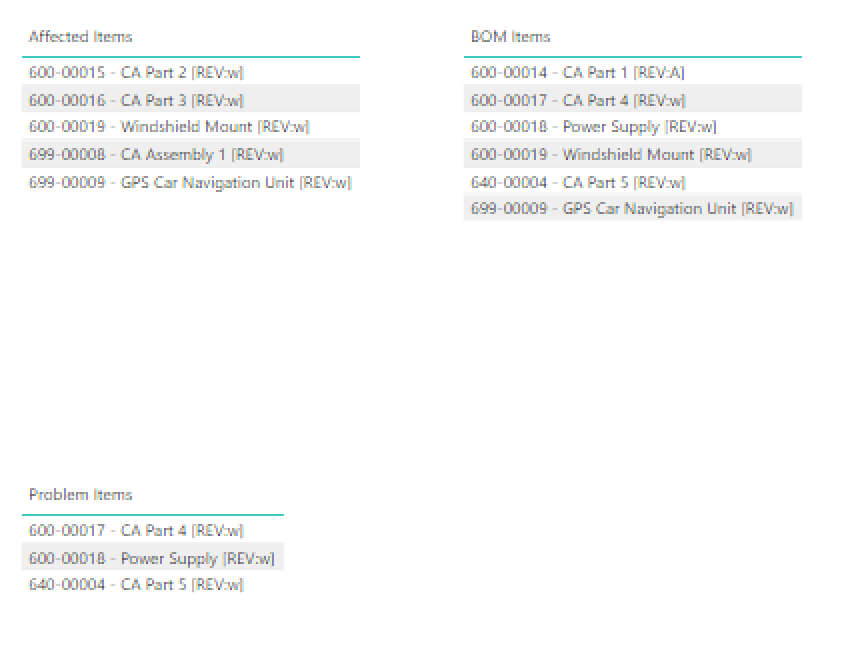 Affected Items
600-00015 - CA Part 2 [REV:w]
600-00016 - CA Part 3 [REV:w]
600-00019 - Windshield Mount [REV:w]
699-00008 - CA Assembly 1 [REV:w]
699-00009 - GPS Car Navigation Unit [REV:w]
BOM Items
600-00014 - CA Part 1 [REV:A]
600-00017 - CA Part 4 [REV:w]
600-00018 - Power Supply [REV:w]
600-00019 - Windshield Mount [REV:w]
640-00004 - CA Part 5 [REV:w]
699-00009 - GPS Car Navigation Unit [REV:w]
Problem Items
600-00017 - CA Part 4 [REV:w]
600-00018 - Power Supply [REV:w]
640-00004 - CA Part 5 [REV:w]